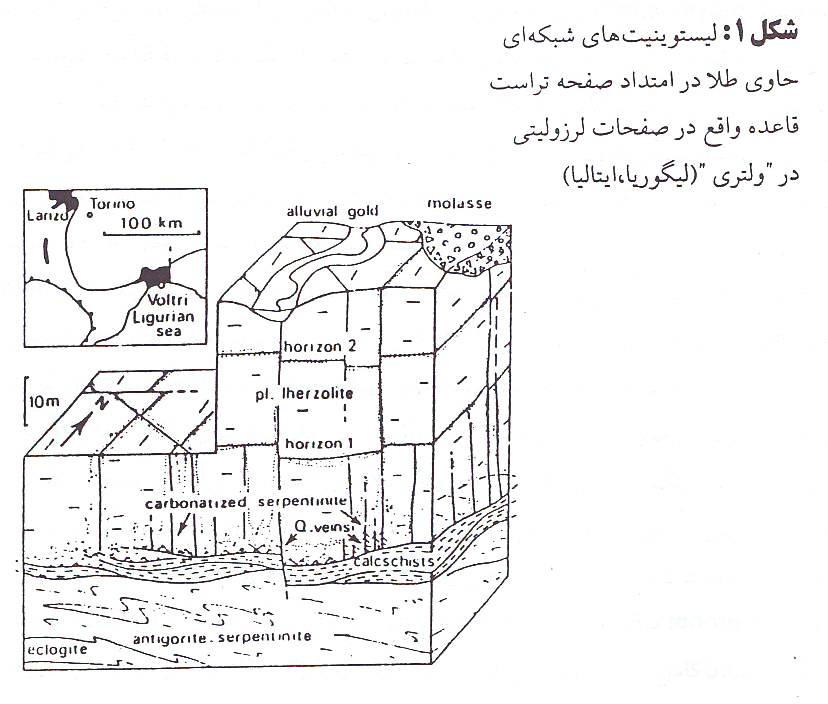 شکل ۱: لیستوینیت‌های شبکه‌ای
حاوی طلا در امتداد صفحه تراست
قاعده واقع در صفحات لرزولیتی
در "ولتری "(لیگوریا،ایتالیا)
Lanzo
Torino
100 km
Voltri
Ligurian
sea
alluvial gold
molasse
horizon 2
10m
N
pl. lherzolite
horizon 1
carbonatized serpentinite
Q.veins
calcschists
antigorite-serpentinite
eclogite